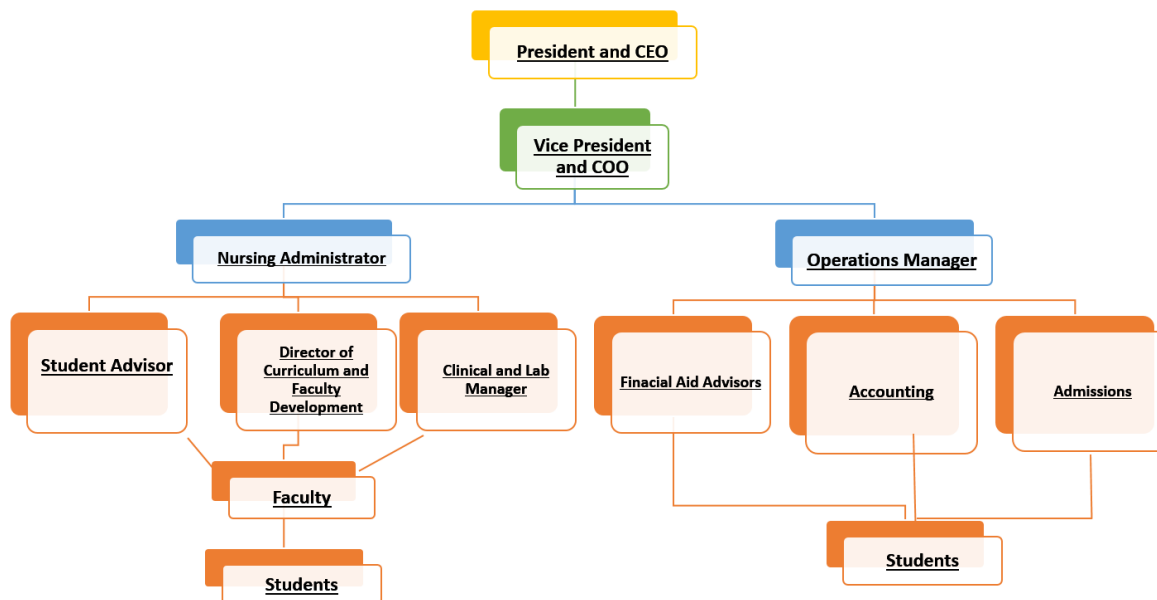 President and CEO
Vice President
and COO
Nursing Administrator
Operations Manager
Student Advisor
Director of
Curriculum and
Faculty
Development
Clinical and Lab
Manager
Finacial Aid Advisors
Accounting
Admissions
Faculty
Students
Students